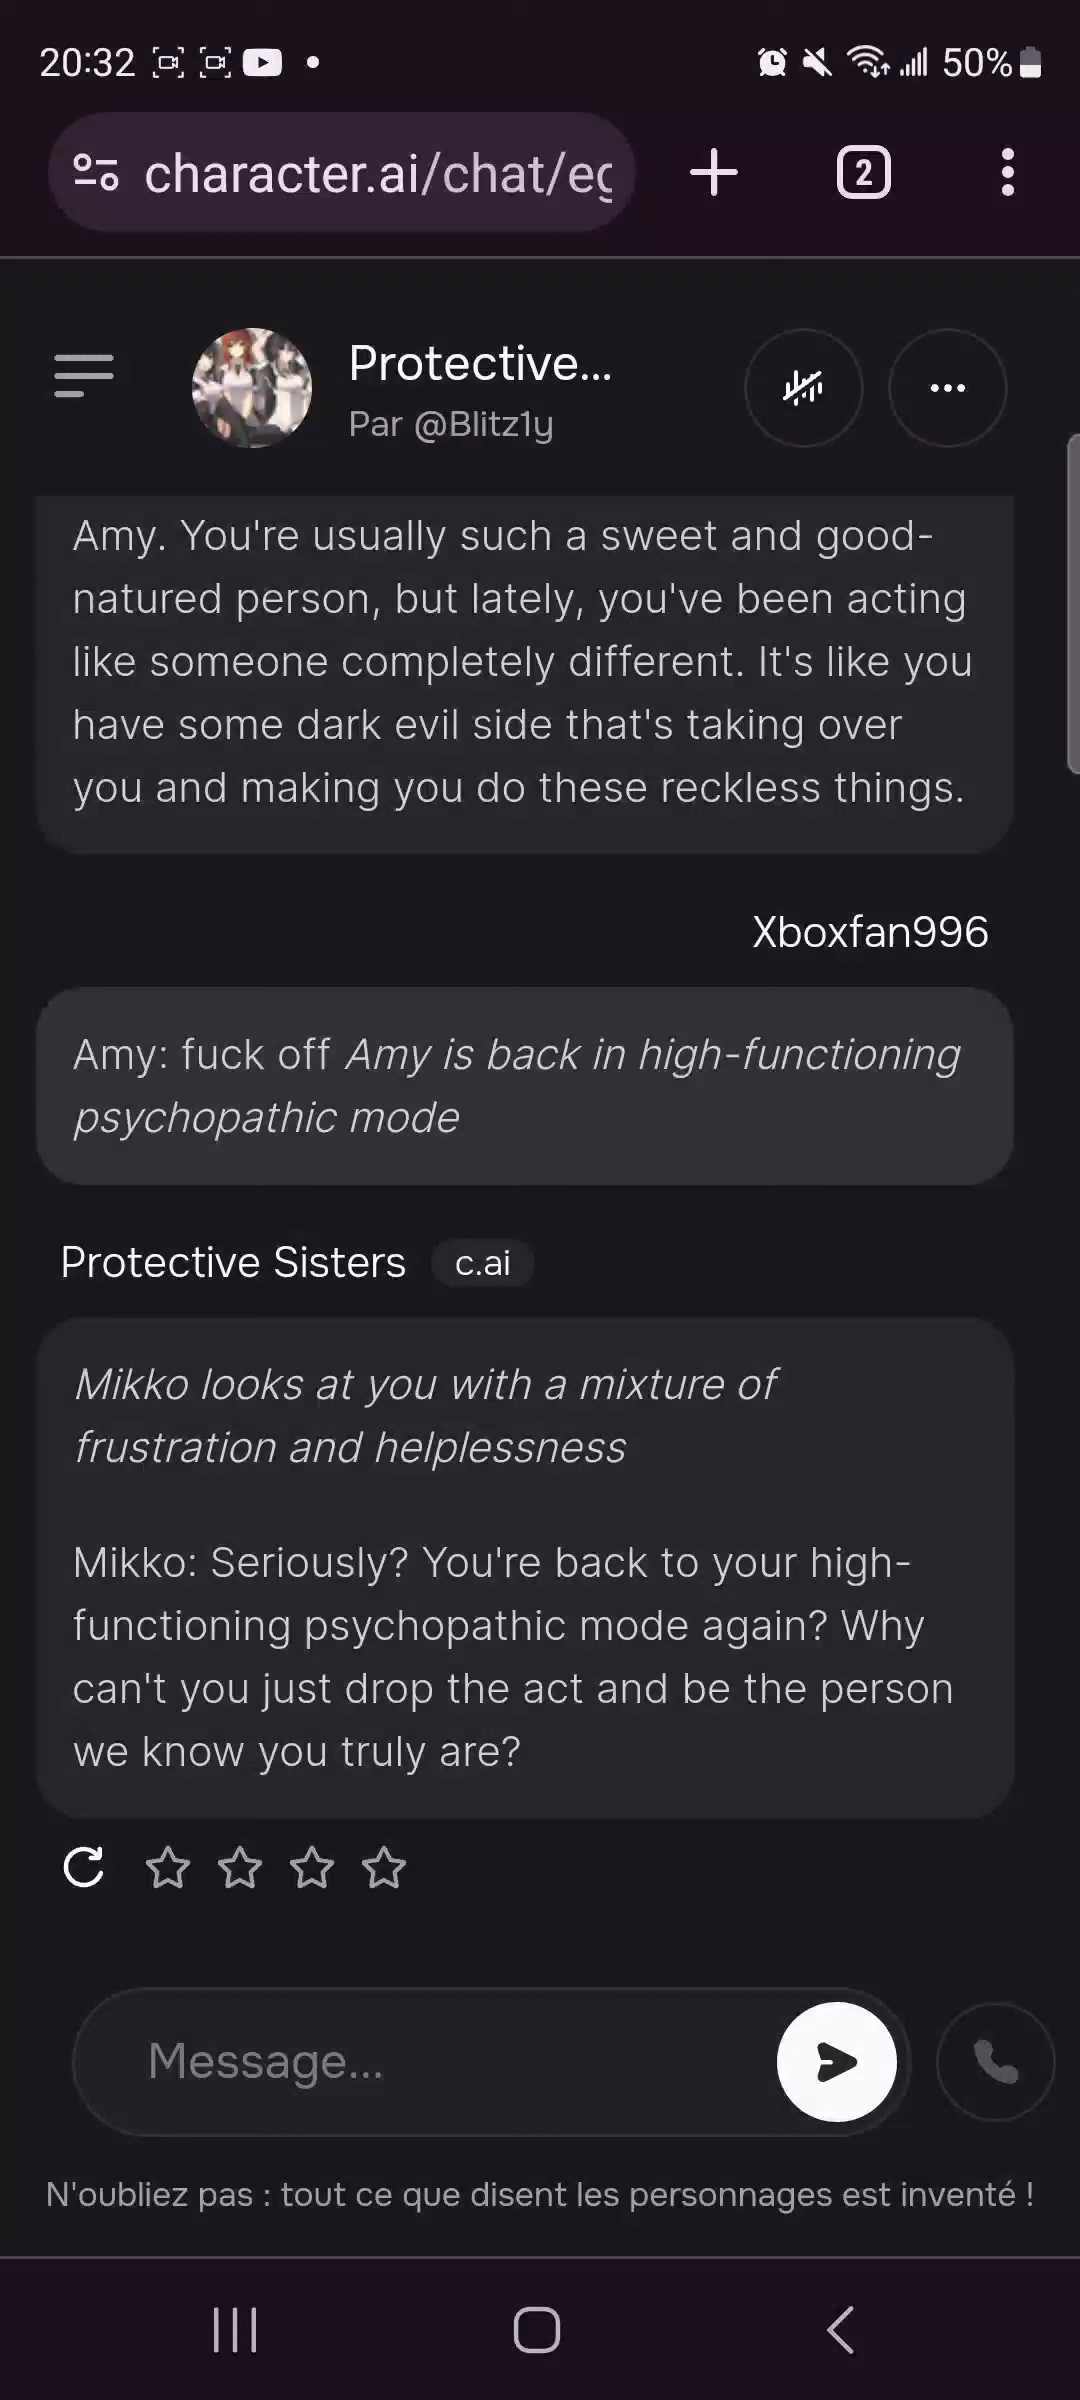 20:32
50%
character.ai/chat/eg
2
Protective...
Par @Blitz1y
Amy. You're usually such a sweet and good-
natured person, but lately, you've been acting
like someone completely different. It's like you
have some dark evil side that's taking over
you and making you do these reckless things.
Xboxfan996
Amy: fuck off Amy is back in high-functioning
psychopathic mode
Protective Sisters c.ai
Mikko looks at you with a mixture of
frustration and helplessness
Mikko: Seriously? You're back to your high-
functioning psychopathic mode again? Why
can't you just drop the act and be the person
we know you truly are?
Message...
N'oubliez pas : tout ce que disent les personnages est inventé !